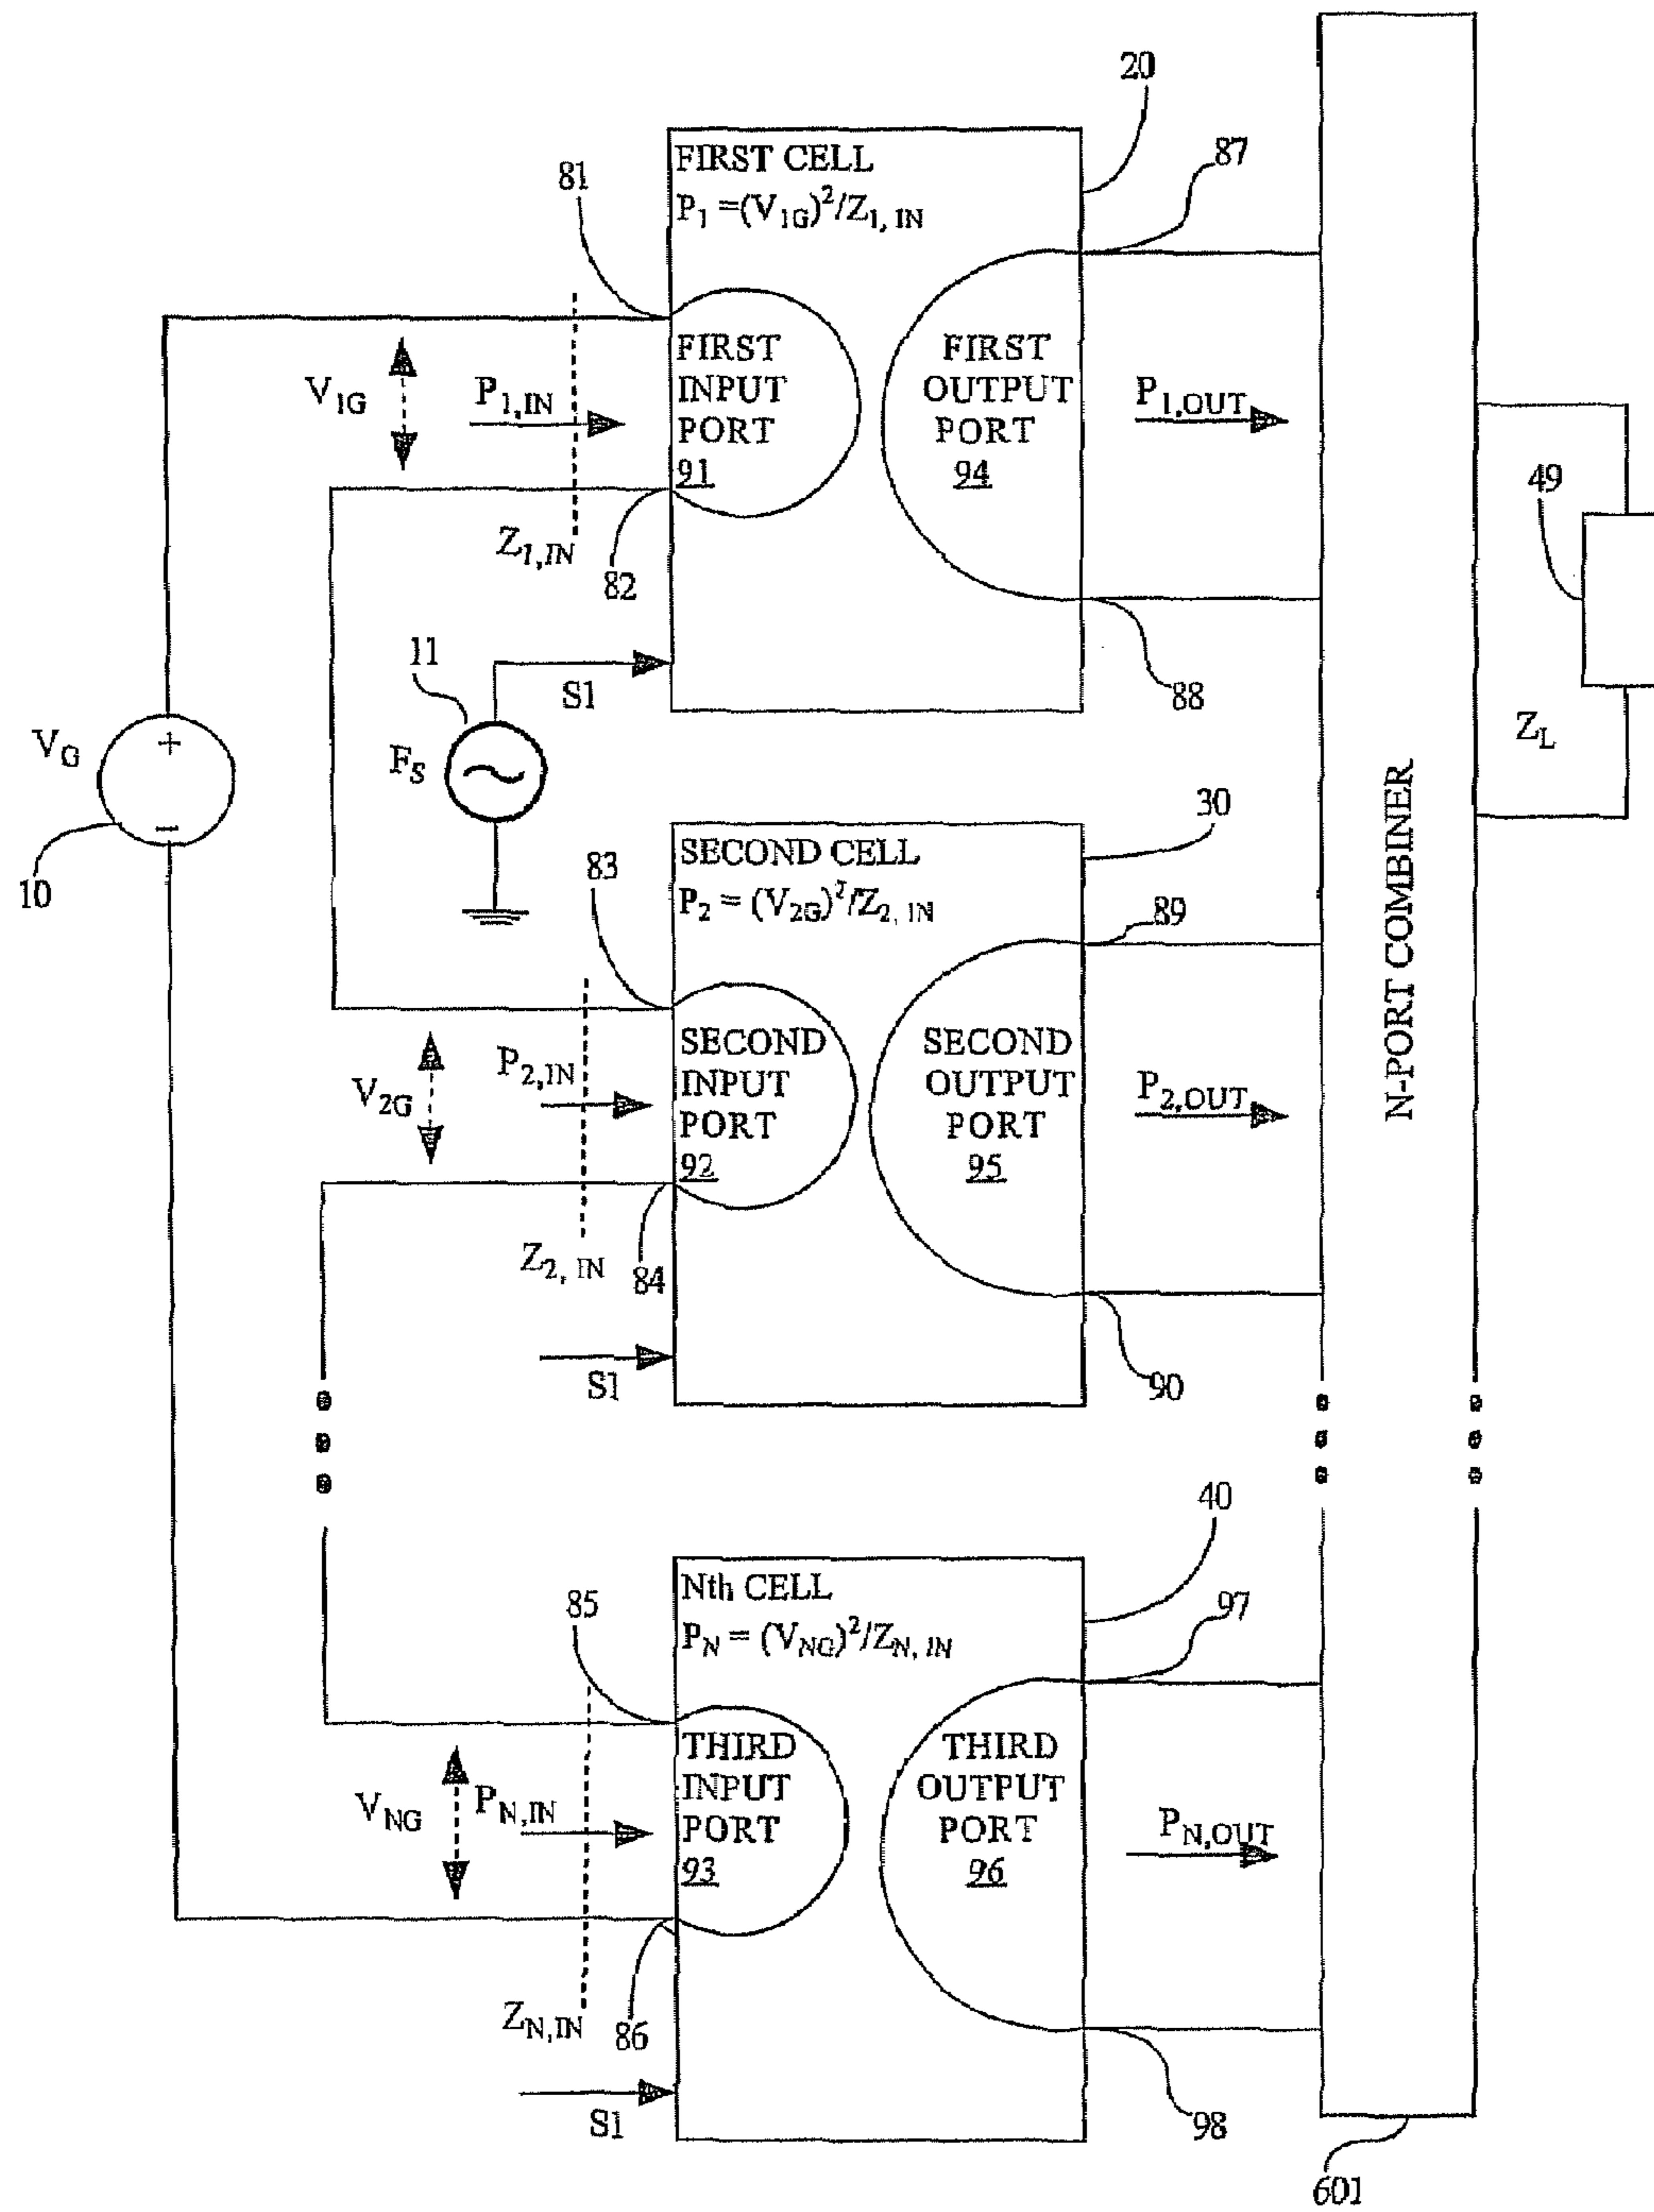 20
FIRST CELL
P1 =(V1G)²/Z1, IN
81
87
FIRST
INPUT
PORT
91
FIRST
OUTPUT
PORT
94
V1G
P1,IN
P1,OUT
49
Z1,IN
82
11
S1
88
VG
+
−
FS
ZL
10
30
SECOND CELL
P2 = (V2G)²/Z2, IN
83
89
N-PORT COMBINER
SECOND
INPUT
PORT
92
SECOND
OUTPUT
PORT
95
V2G
P2,IN
P2,OUT
Z2, IN
84
S1
90
40
Nth CELL
PN = (VNG)²/ZN, IN
85
97
THIRD
INPUT
PORT
93
THIRD
OUTPUT
PORT
96
VNG
PN,IN
PN,OUT
ZN,IN
86
S1
98
601